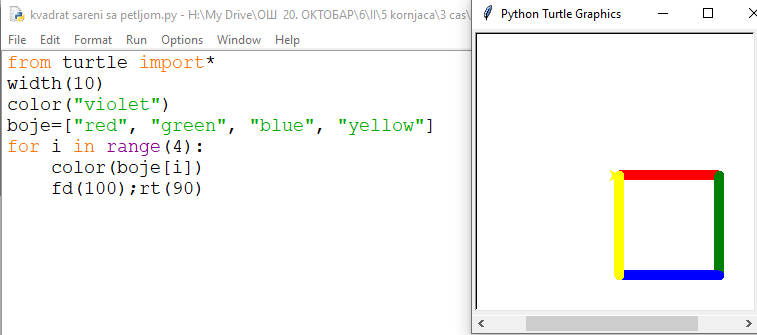 kvadrat sareni sa petljom.py - H:\My Drive\ОШ 20. ОКТОБАР\6\II\5 kornjaca\3 cas\
File Edit Format Run Options Window Help
from turtle import*
width(10)
color("violet")
boje=["red", "green", "blue", "yellow"]
for i in range(4):
    color(boje[i])
    fd(100);rt(90)
Python Turtle Graphics